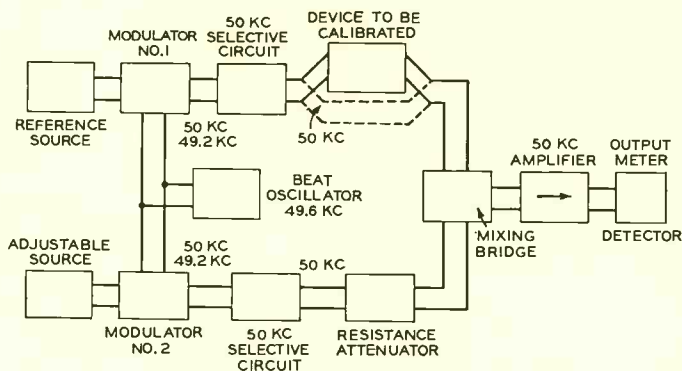 MODULATOR
NO.1
50 KC
SELECTIVE
CIRCUIT
DEVICE TO BE
CALIBRATED
REFERENCE
SOURCE
50 KC
49.2 KC
50 KC
BEAT
OSCILLATOR
49.6 KC
50 KC
AMPLIFIER
OUTPUT
METER
MIXING
BRIDGE
DETECTOR
ADJUSTABLE
SOURCE
50 KC
49.2 KC
50 KC
MODULATOR
NO. 2
50 KC
SELECTIVE
CIRCUIT
RESISTANCE
ATTENUATOR